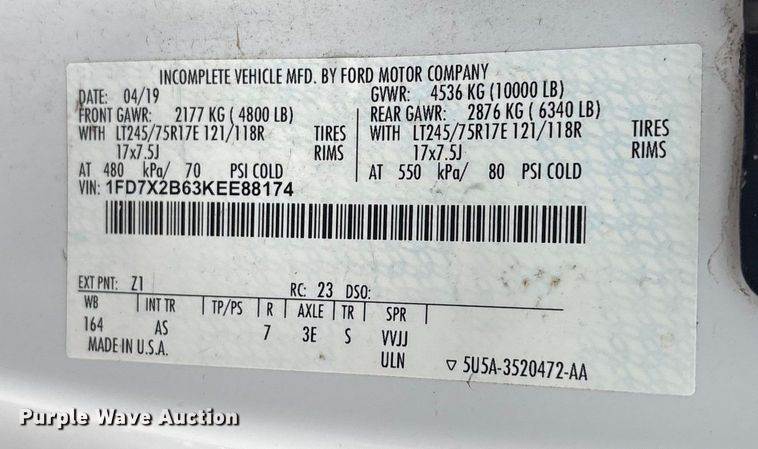 INCOMPLETE VEHICLE MFD. BY FORD MOTOR COMPANY
DATE: 04/19 GVWR: 4536 KG (10000 LB)
FRONT GAWR: 2177 KG ( 4800 LB) REAR GAWR: 2876 KG ( 6340 LB)
WITH LT245/75R17E 121/118R TIRES WITH LT245/75R17E 121/118R TIRES
17x7.5J RIMS 17x7.5J RIMS
AT 480 kPa/ 70 PSI COLD AT 550 kPa/ 80 PSI COLD
VIN: 1FD7X2B63KEE88174
EXT PNT: Z1 RC: 23 DSO:
WB INT TR TP/PS R AXLE TR SPR
164 AS 7 3E S VVJJ
MADE IN U.S.A. ULN ▽ 5U5A-3520472-AA
Purple Wave Auction